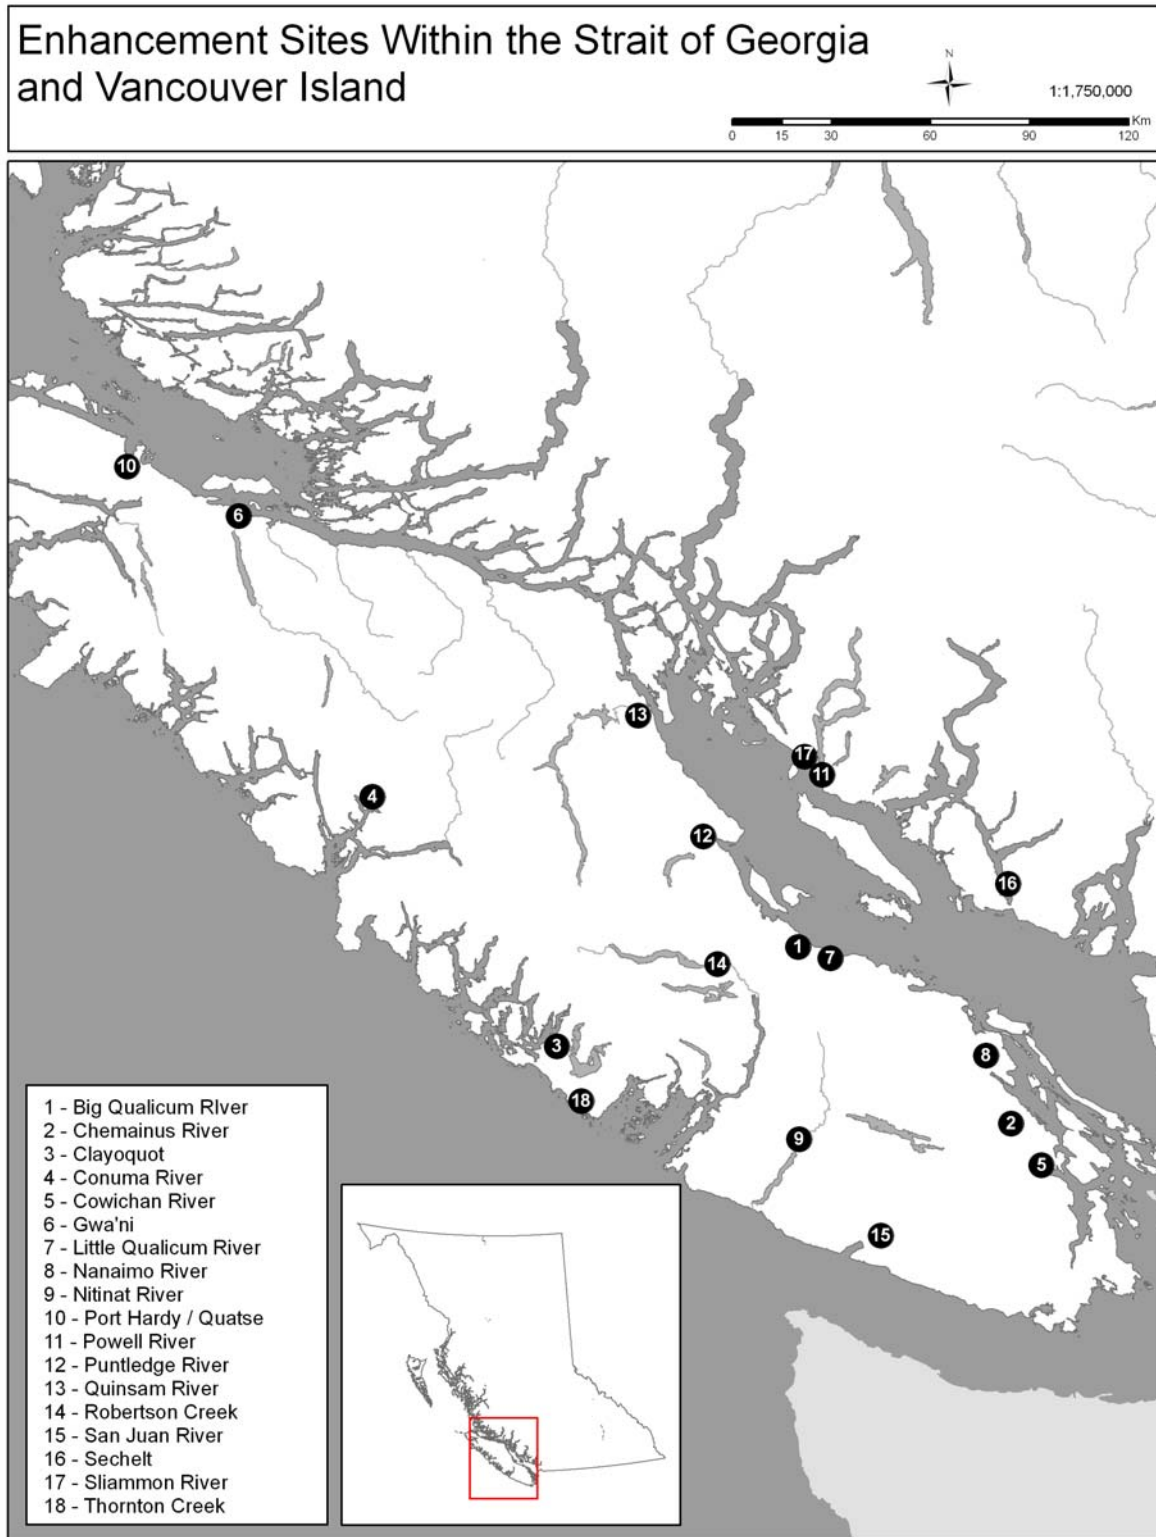 Enhancement Sites Within the Strait of Georgia
and Vancouver Island
N
1:1,750,000
Km
0 15 30 60 90 120
10
6
13
17
11
4
12
16
1
7
14
3
8
18
2
9
5
15
1 - Big Qualicum RIver
2 - Chemainus River
3 - Clayoquot
4 - Conuma River
5 - Cowichan River
6 - Gwa'ni
7 - Little Qualicum River
8 - Nanaimo River
9 - Nitinat River
10 - Port Hardy / Quatse
11 - Powell River
12 - Puntledge River
13 - Quinsam River
14 - Robertson Creek
15 - San Juan River
16 - Sechelt
17 - Sliammon River
18 - Thornton Creek